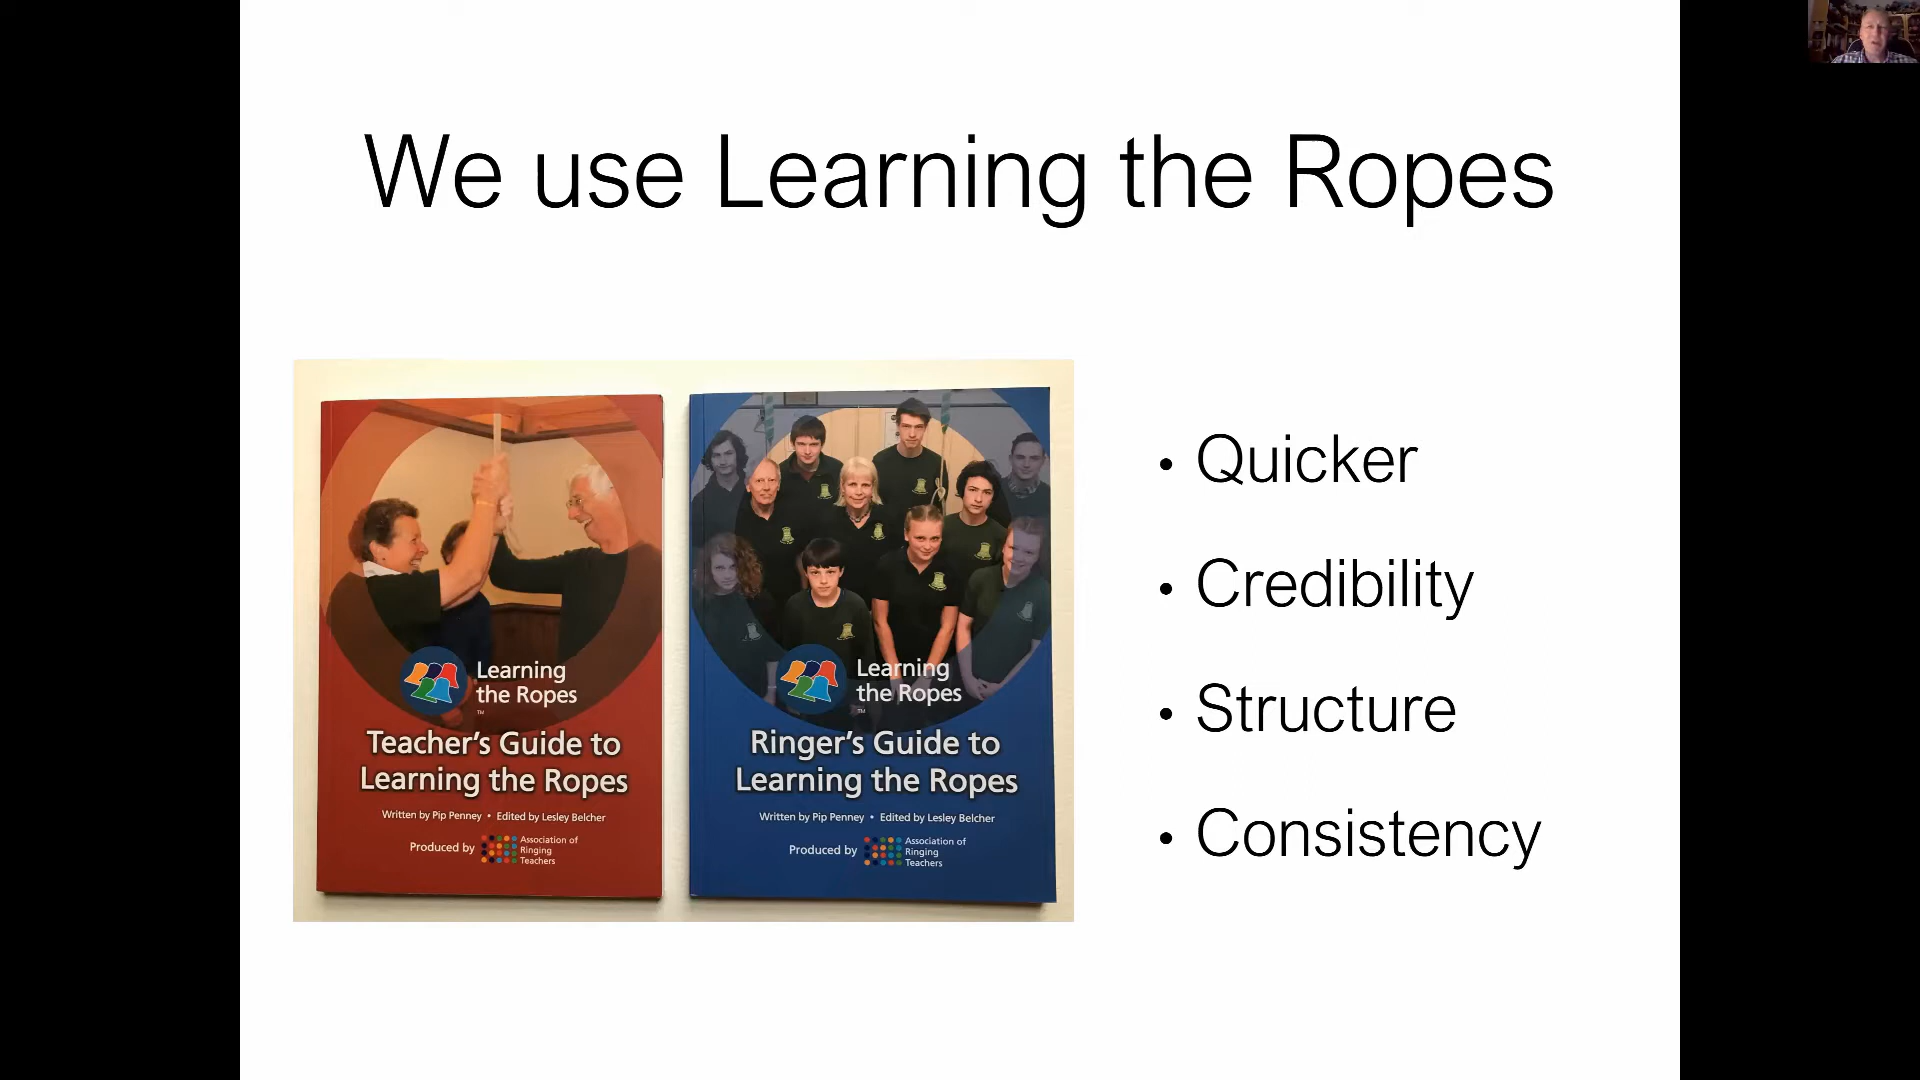 We use Learning the Ropes
Learning
the Ropes
™
Teacher's Guide to
Learning the Ropes
Written by Pip Penney • Edited by Lesley Belcher
Produced by
Association of
Ringing
Teachers
Learning
the Ropes
™
Ringer's Guide to
Learning the Ropes
Written by Pip Penney • Edited by Lesley Belcher
Produced by
Association of
Ringing
Teachers
• Quicker
• Credibility
• Structure
• Consistency